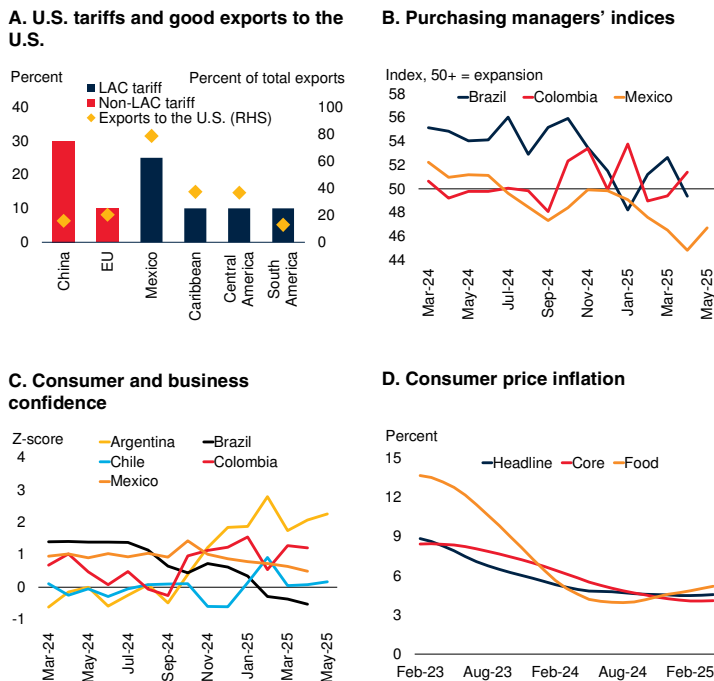 A. U.S. tariffs and good exports to the
U.S.
Percent
Percent of total exports
LAC tariff
Non-LAC tariff
Exports to the U.S. (RHS)
40
30
20
10
0
100
80
60
40
20
0
China
EU
Mexico
Caribbean
Central
America
South
America
B. Purchasing managers' indices
Index, 50+ = expansion
Brazil Colombia Mexico
58
56
54
52
50
48
46
44
Mar-24
May-24
Jul-24
Sep-24
Nov-24
Jan-25
Mar-25
May-25
C. Consumer and business
confidence
Z-score
Argentina Brazil
Chile Colombia
Mexico
4
3
2
1
0
-1
Mar-24
May-24
Jul-24
Sep-24
Nov-24
Jan-25
Mar-25
May-25
D. Consumer price inflation
Percent
Headline Core Food
15
12
9
6
3
0
Feb-23 Aug-23 Feb-24 Aug-24 Feb-25